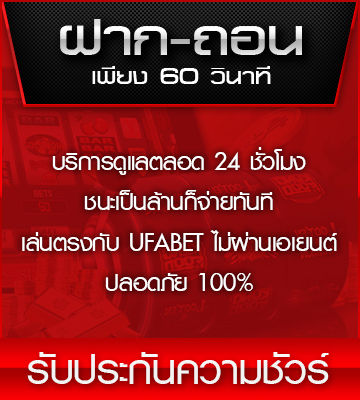 ฝาก-ถอน
เพียง 60 วินาที
บริการดูแลตลอด 24 ชั่วโมง
ชนะเป็นล้านก็จ่ายทันที
เล่นตรงกับ UFABET ไม่ผ่านเอเยนต์
ปลอดภัย 100%
รับประกันความชัวร์